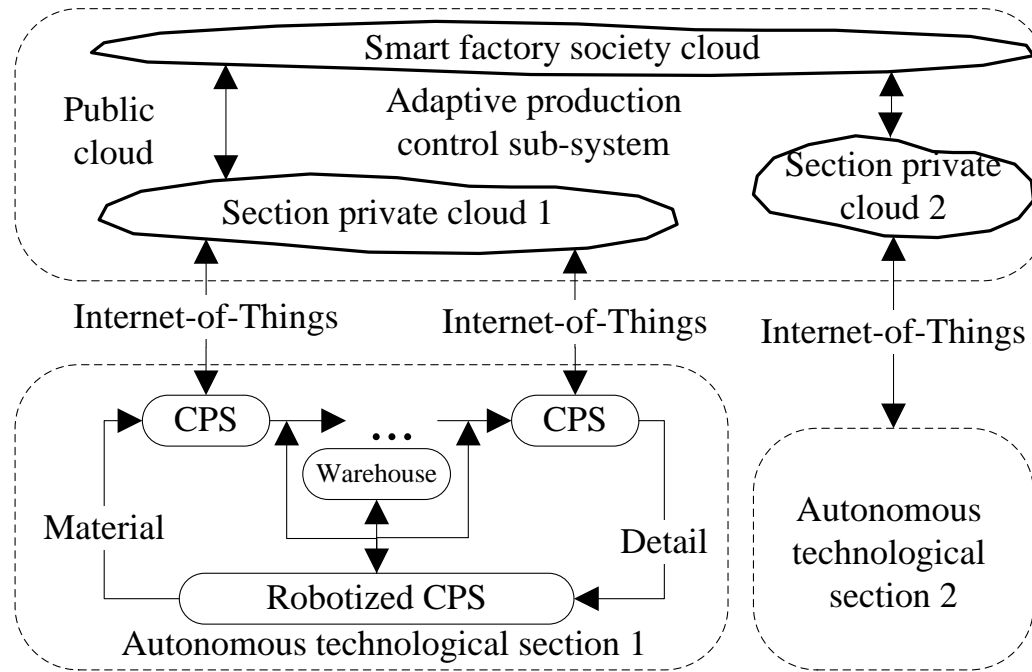 Smart factory society cloud
Public
cloud
Adaptive production
control sub-system
Section private cloud 1
Section private
cloud 2
Internet-of-Things
Internet-of-Things
Internet-of-Things
CPS
...
CPS
Warehouse
Material
Detail
Robotized CPS
Autonomous technological section 1
Autonomous
technological
section 2